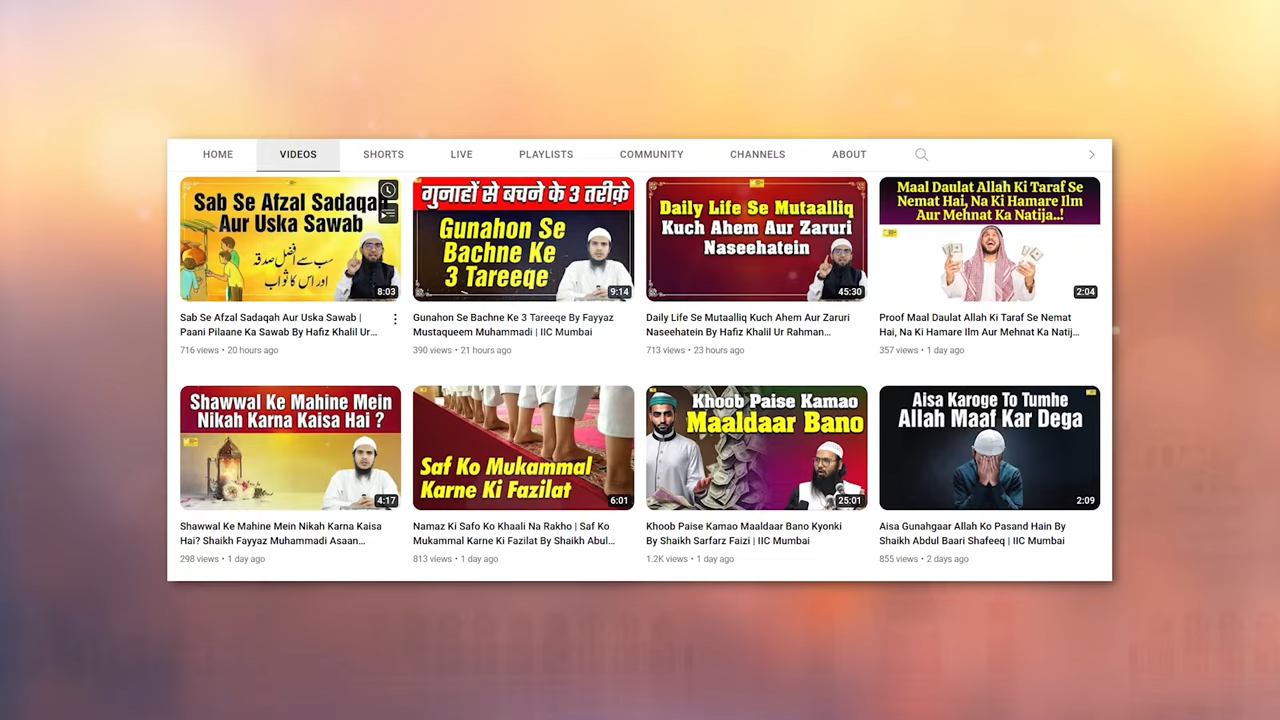 HOME VIDEOS SHORTS LIVE PLAYLISTS COMMUNITY CHANNELS ABOUT
Sab Se Afzal Sadaqah
Aur Uska Sawab
سب سے افضل صدقہ
اور اس کا ثواب
8:03
गुनाहों से बचने के 3 तरीक़े
Gunahon Se
Bachne Ke
3 Tareeqe
9:14
Daily Life Se Mutaalliq
Kuch Ahem Aur Zaruri
Naseehatein
45:30
Maal Daulat Allah Ki Taraf Se
Nemat Hai, Na Ki Hamare Ilm
Aur Mehnat Ka Natija..!
2:04
Sab Se Afzal Sadaqah Aur Uska Sawab |
Paani Pilaane Ka Sawab By Hafiz Khalil Ur...
716 views • 20 hours ago
Gunahon Se Bachne Ke 3 Tareeqe By Fayyaz
Mustaqueem Muhammadi | IIC Mumbai
390 views • 21 hours ago
Daily Life Se Mutaalliq Kuch Ahem Aur Zaruri
Naseehatein By Hafiz Khalil Ur Rahman...
713 views • 23 hours ago
Proof Maal Daulat Allah Ki Taraf Se Nemat
Hai, Na Ki Hamare Ilm Aur Mehnat Ka Natij...
357 views • 1 day ago
Shawwal Ke Mahine Mein
Nikah Karna Kaisa Hai ?
4:17
Saf Ko Mukammal
Karne Ki Fazilat
6:01
Khoob Paise Kamao
Maaldaar Bano
25:01
Aisa Karoge To Tumhe
Allah Maaf Kar Dega
2:09
Shawwal Ke Mahine Mein Nikah Karna Kaisa
Hai? Shaikh Fayyaz Muhammadi Asaan...
298 views • 1 day ago
Namaz Ki Safo Ko Khaali Na Rakho | Saf Ko
Mukammal Karne Ki Fazilat By Shaikh Abul...
813 views • 1 day ago
Khoob Paise Kamao Maaldaar Bano Kyonki
By Shaikh Sarfarz Faizi | IIC Mumbai
1.2K views • 1 day ago
Aisa Gunahgaar Allah Ko Pasand Hain By
Shaikh Abdul Baari Shafeeq | IIC Mumbai
855 views • 2 days ago